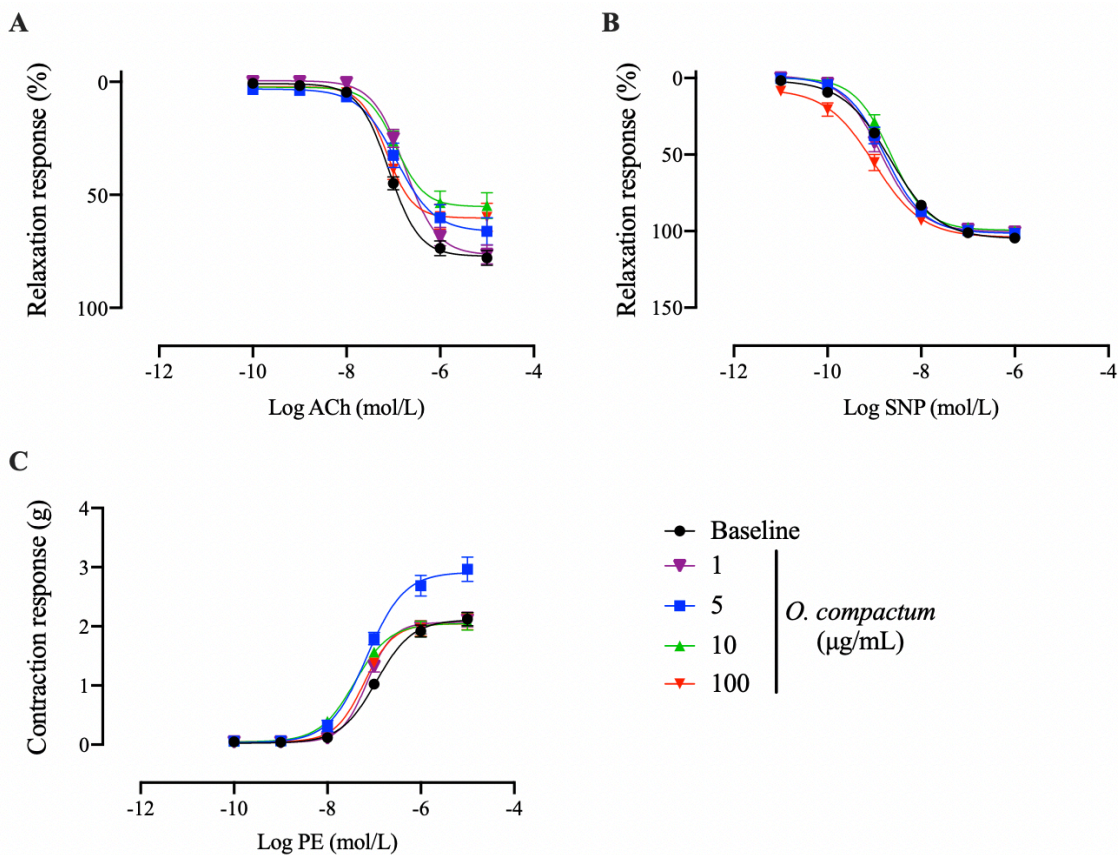 A
Relaxation response (%)
0
50
100
-12 -10 -8 -6 -4
Log ACh (mol/L)
B
Relaxation response (%)
0
50
100
150
-12 -10 -8 -6 -4
Log SNP (mol/L)
C
Contraction response (g)
4
3
2
1
0
-12 -10 -8 -6 -4
Log PE (mol/L)
Baseline
1
5
10
100
O. compactum
(µg/mL)